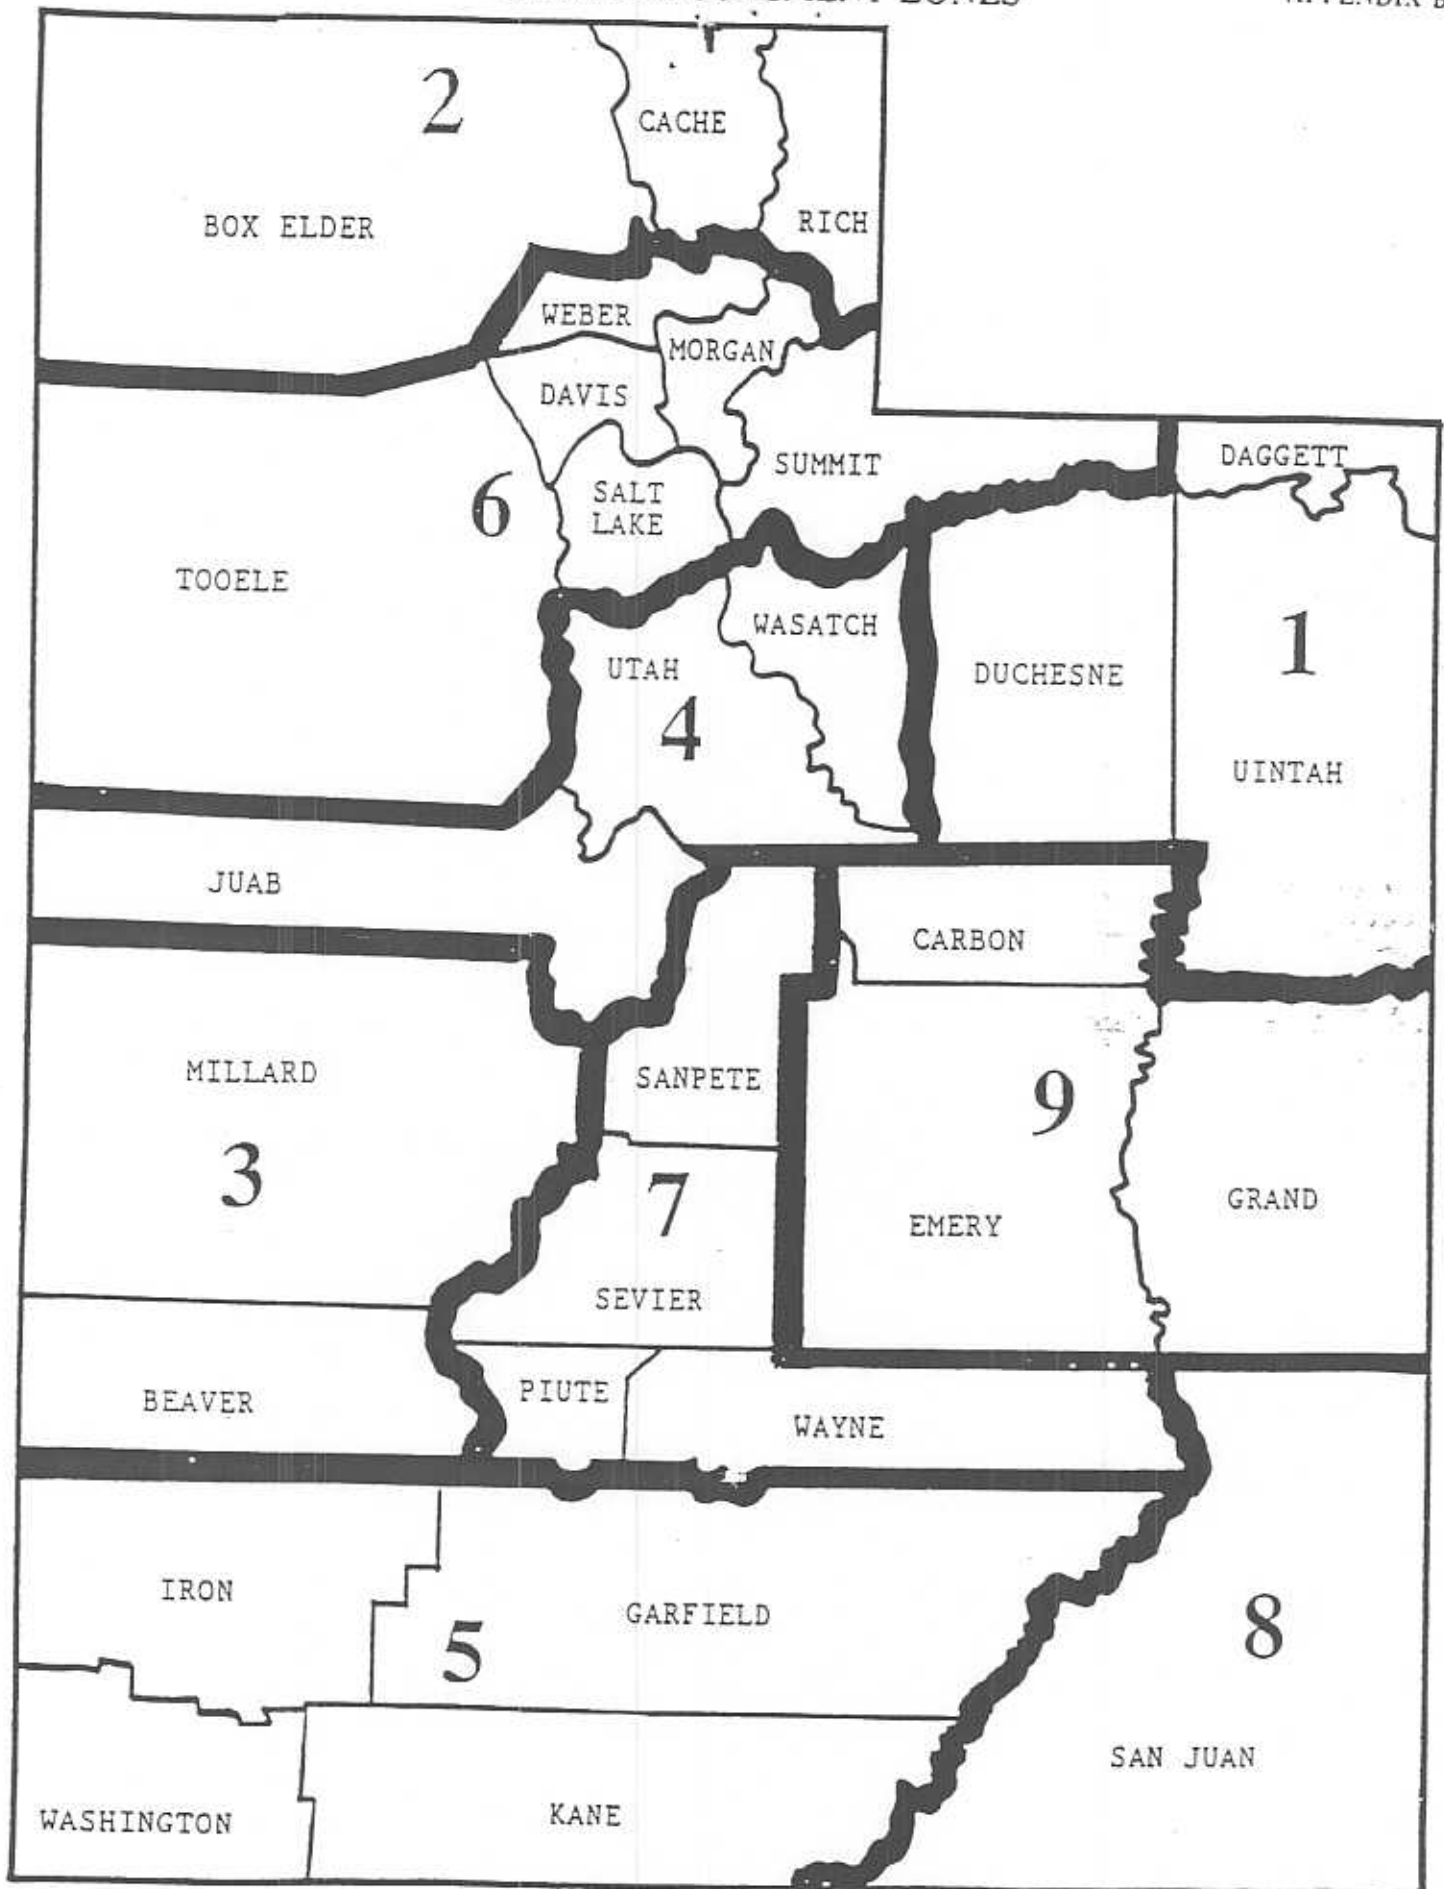 ZONES
2
CACHE
BOX ELDER
RICH
WEBER
MORGAN
DAVIS
SUMMIT
DAGGETT
6
SALT
LAKE
TOOELE
WASATCH
1
UTAH
DUCHESNE
4
UINTAH
JUAB
CARBON
MILLARD
SANPETE
9
3
7
GRAND
EMERY
SEVIER
PIUTE
BEAVER
WAYNE
IRON
GARFIELD
8
5
SAN JUAN
WASHINGTON
KANE